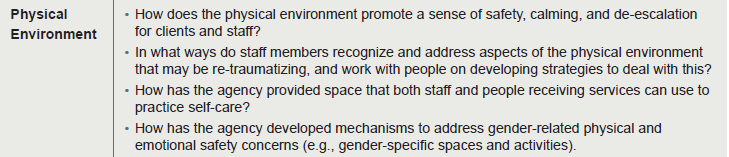 Physical
Environment
• How does the physical environment promote a sense of safety, calming, and de-escalation
for clients and staff?
• In what ways do staff members recognize and address aspects of the physical environment
that may be re-traumatizing, and work with people on developing strategies to deal with this?
• How has the agency provided space that both staff and people receiving services can use to
practice self-care?
• How has the agency developed mechanisms to address gender-related physical and
emotional safety concerns (e.g., gender-specific spaces and activities).